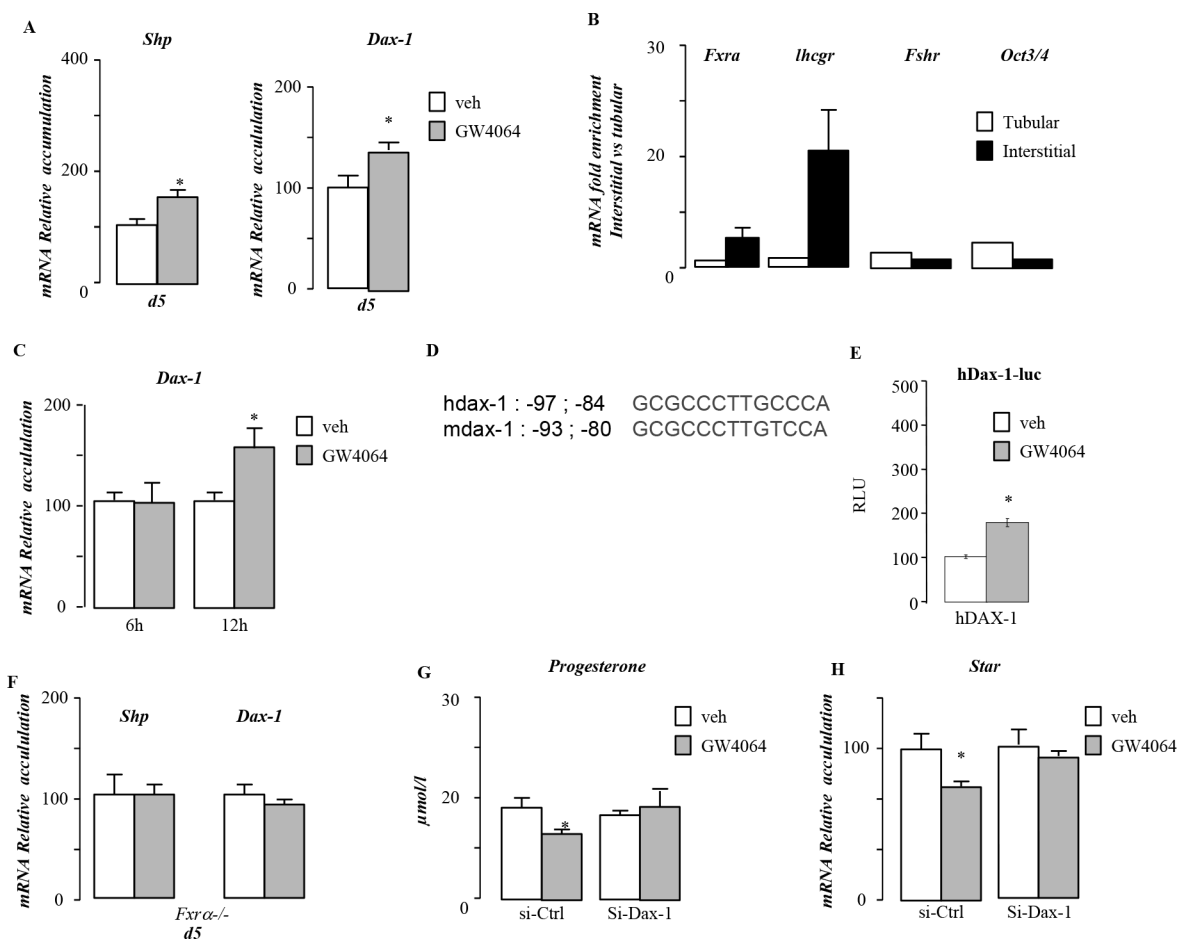 A
Shp
mRNA Relative accumulation
400
200
0
d5
Dax-1
mRNA Relative accululation
200
100
0
*
*
d5
veh
GW4064
B
mRNA fold enrichment
Interstitial vs tubular
30
20
0
Fxra lhcgr Fshr Oct3/4
Tubular
Interstitial
C
Dax-1
mRNA Relative accululation
200
100
0
*
6h 12h
veh
GW4064
D
hdax-1 : -97 ; -84 GCGCCCTTGCCCA
mdax-1 : -93 ; -80 GCGCCCTTGTCCA
E
hDax-1-luc
RLU
500
400
300
200
100
0
veh
GW4064
*
hDAX-1
F
mRNA Relative accululation
200
100
0
Shp Dax-1
Fxrα-/-
d5
G
Progesterone
µmol/l
30
20
0
*
si-Ctrl Si-Dax-1
veh
GW4064
H
Star
mRNA Relative accululation
100
0
*
si-Ctrl Si-Dax-1
veh
GW4064